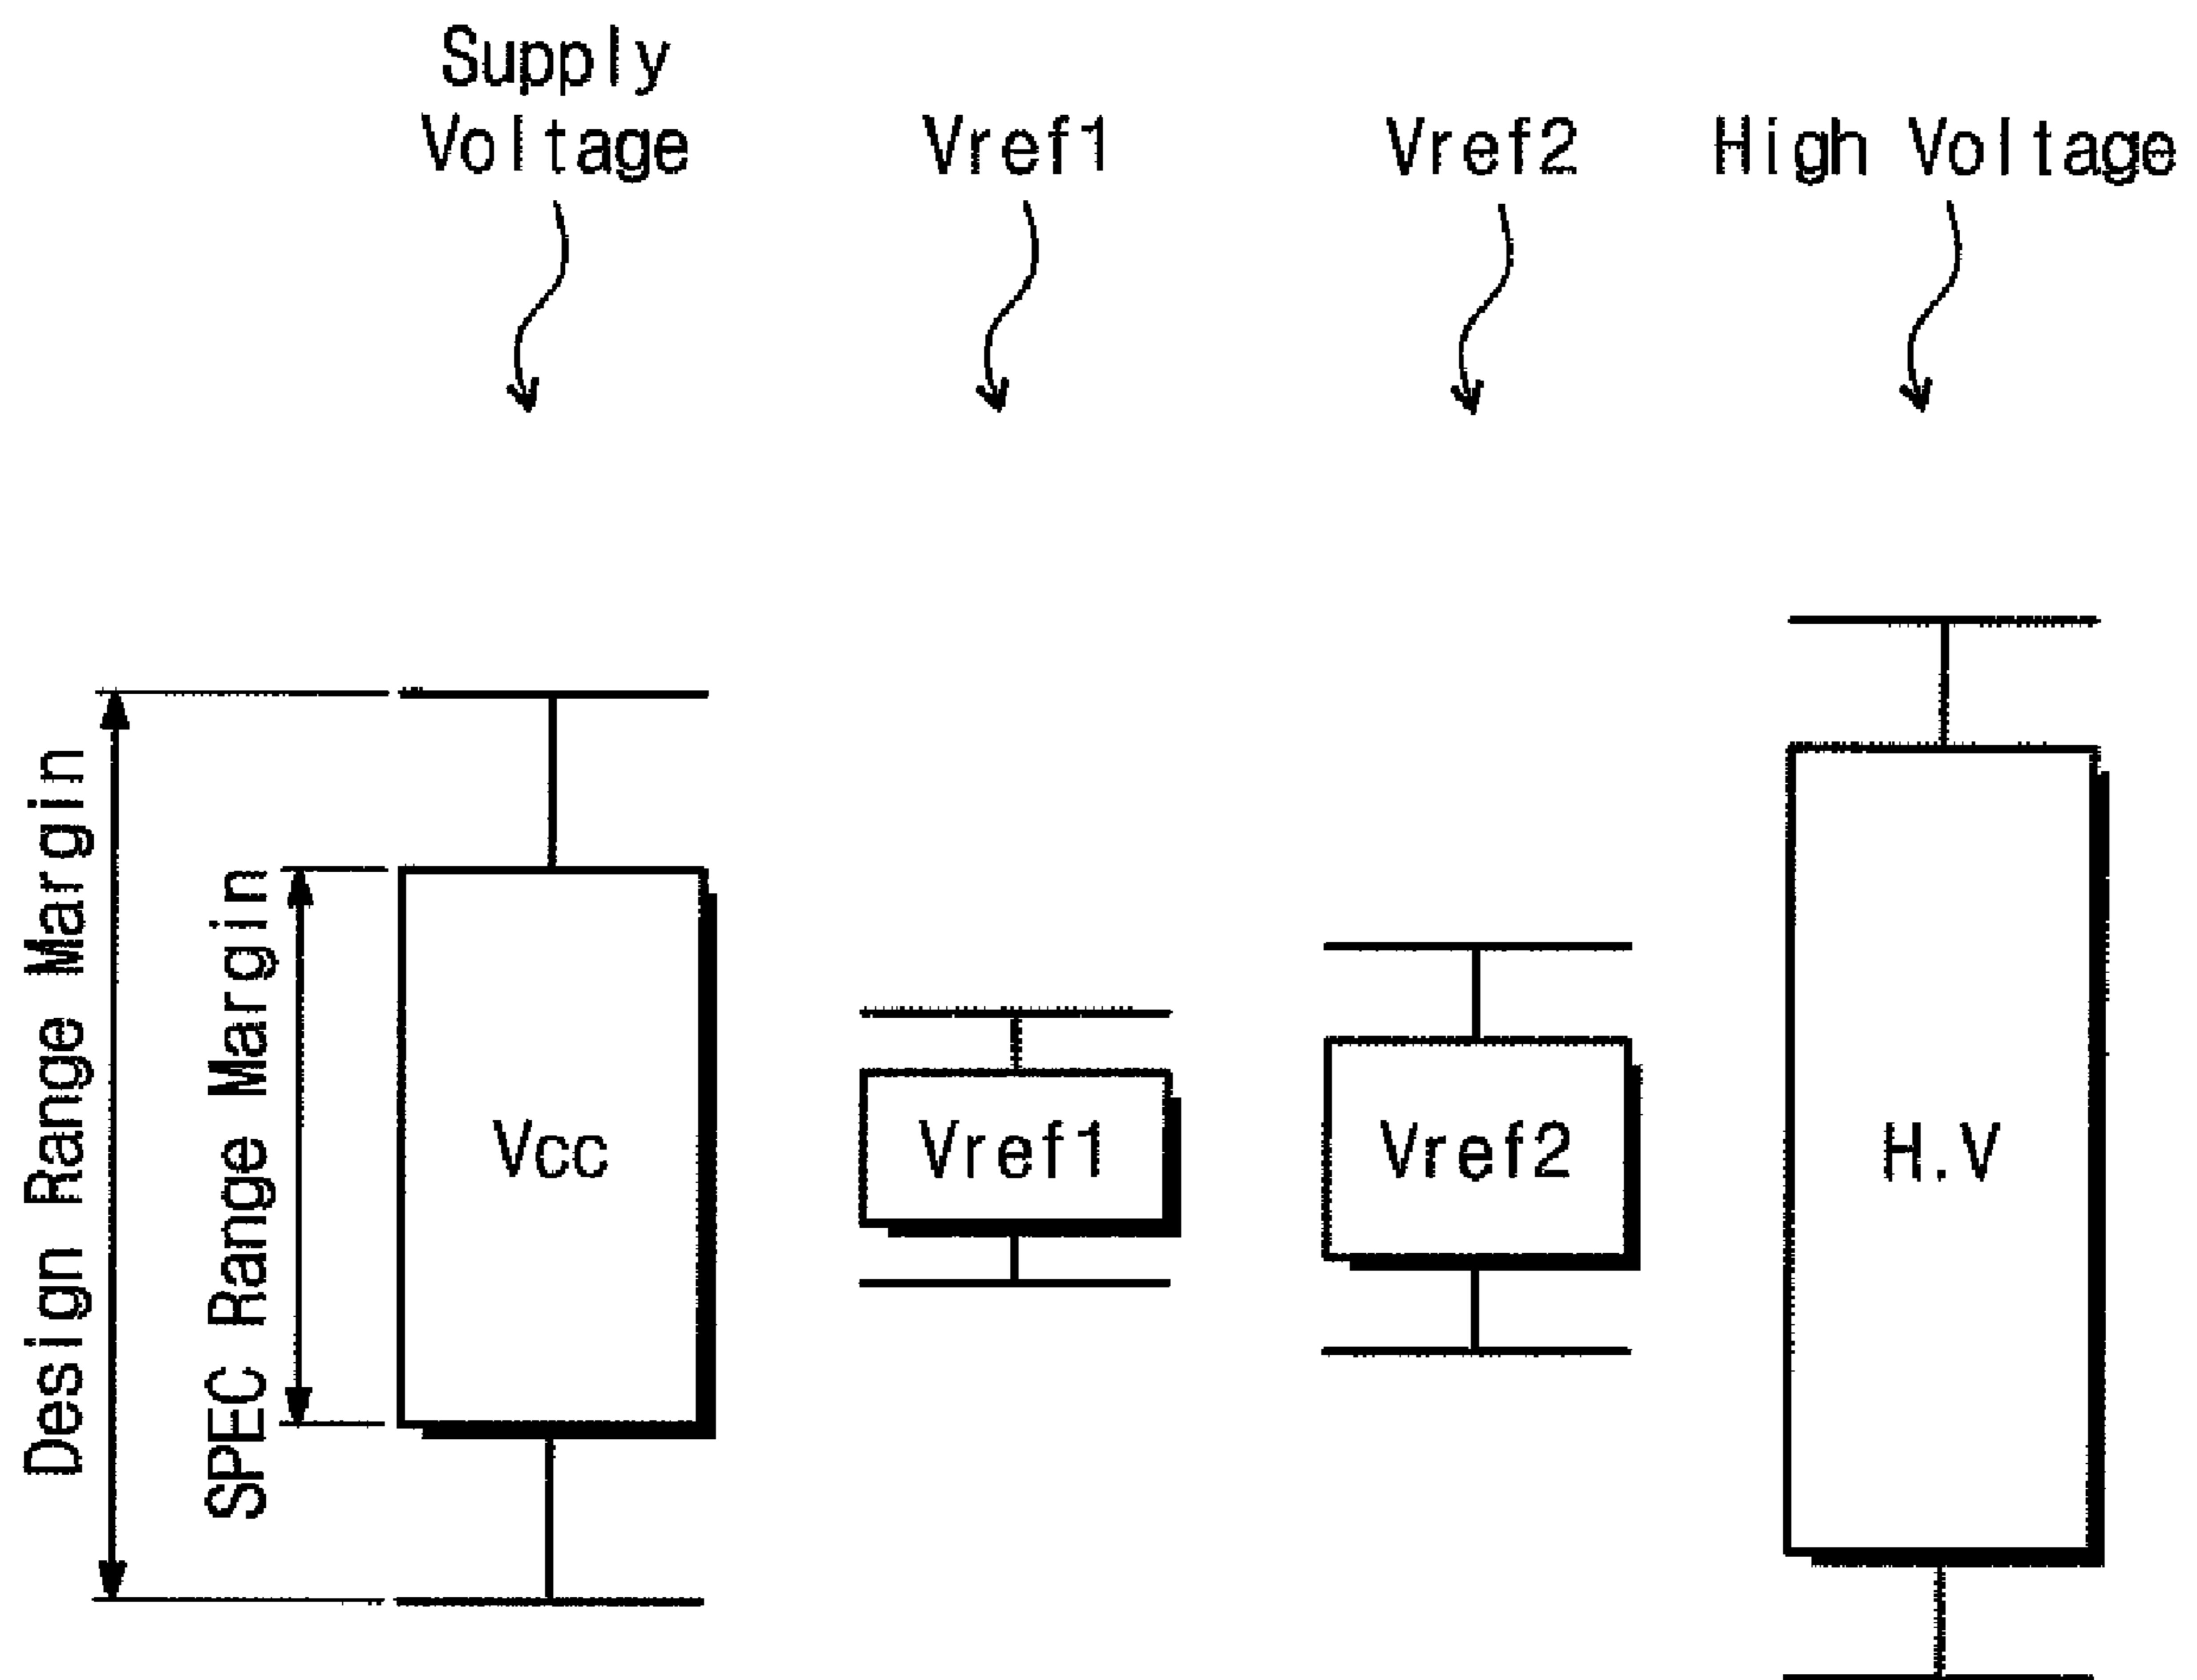 Supply
Voltage
Vref1
Vref2
High Voltage
Design Range Margin
SPEC Range Margin
Vcc
Vref1
Vref2
H.V